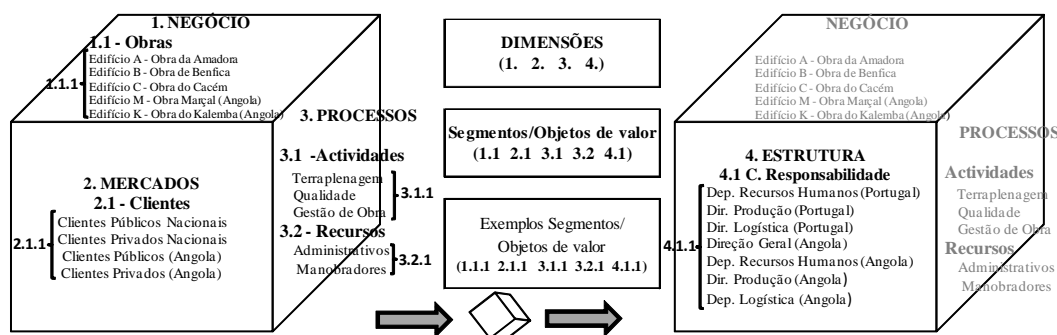 1. NEGÓCIO
1.1 - Obras
1.1.1
Edifício A - Obra da Amadora
Edifício B - Obra de Benfica
Edifício C - Obra do Cacém
Edifício M - Obra Marçal (Angola)
Edifício K - Obra do Kalemba (Angola)
2. MERCADOS
2.1 - Clientes
2.1.1
Clientes Públicos Nacionais
Clientes Privados Nacionais
Clientes Públicos (Angola)
Clientes Privados (Angola)
3. PROCESSOS
3.1 -Actividades
Terraplenagem
Qualidade
Gestão de Obra
3.1.1
3.2 - Recursos
Administrativos
Manobradores
3.2.1
DIMENSÕES
(1. 2. 3. 4.)
Segmentos/Objetos de valor
(1.1 2.1 3.1 3.2 4.1)
Exemplos Segmentos/
Objetos de valor
(1.1.1 2.1.1 3.1.1 3.2.1 4.1.1)
NEGÓCIO
Edifício A - Obra da Amadora
Edifício B - Obra de Benfica
Edifício C - Obra do Cacém
Edifício M - Obra Marçal (Angola)
Edifício K - Obra do Kalemba (Angola)
4. ESTRUTURA
4.1 C. Responsabilidade
4.1.1
Dep. Recursos Humanos (Portugal)
Dir. Produção (Portugal)
Dir. Logística (Portugal)
Direção Geral (Angola)
Dep. Recursos Humanos (Angola)
Dir. Produção (Angola)
Dep. Logística (Angola)
PROCESSOS
Actividades
Terraplenagem
Qualidade
Gestão de Obra
Recursos
Administrativos
Manobradores